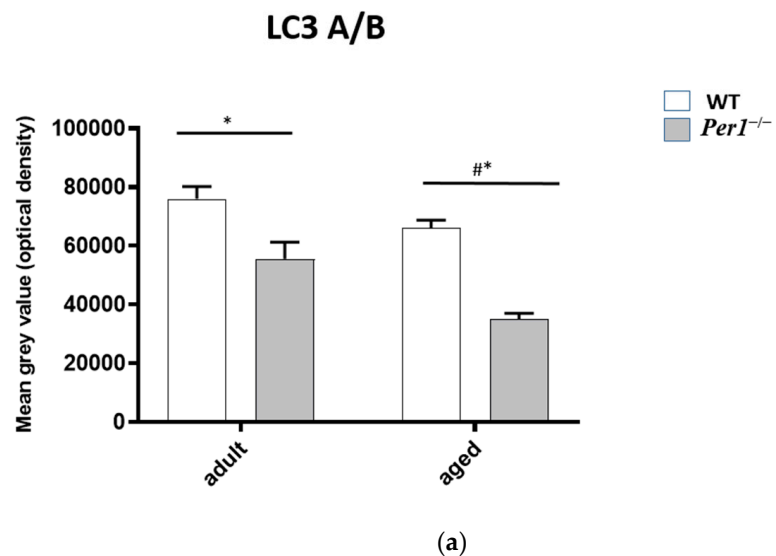 LC3 A/B
WT
Per1−/−
Mean grey value (optical density)
100000
80000
60000
40000
20000
0
*
#*
adult
aged
(a)